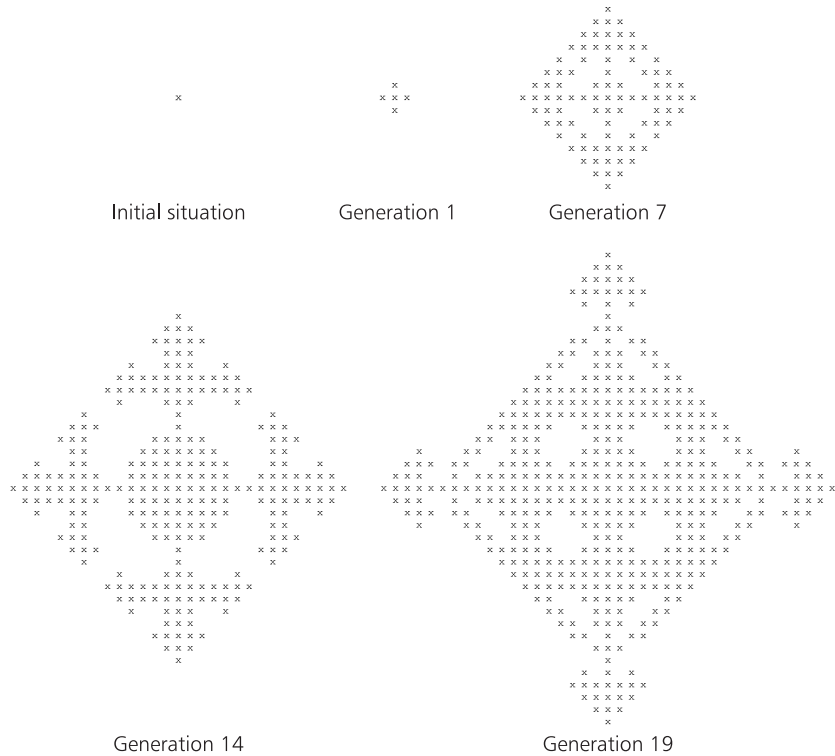 Initial situation
Generation 1
Generation 7
Generation 14
Generation 19